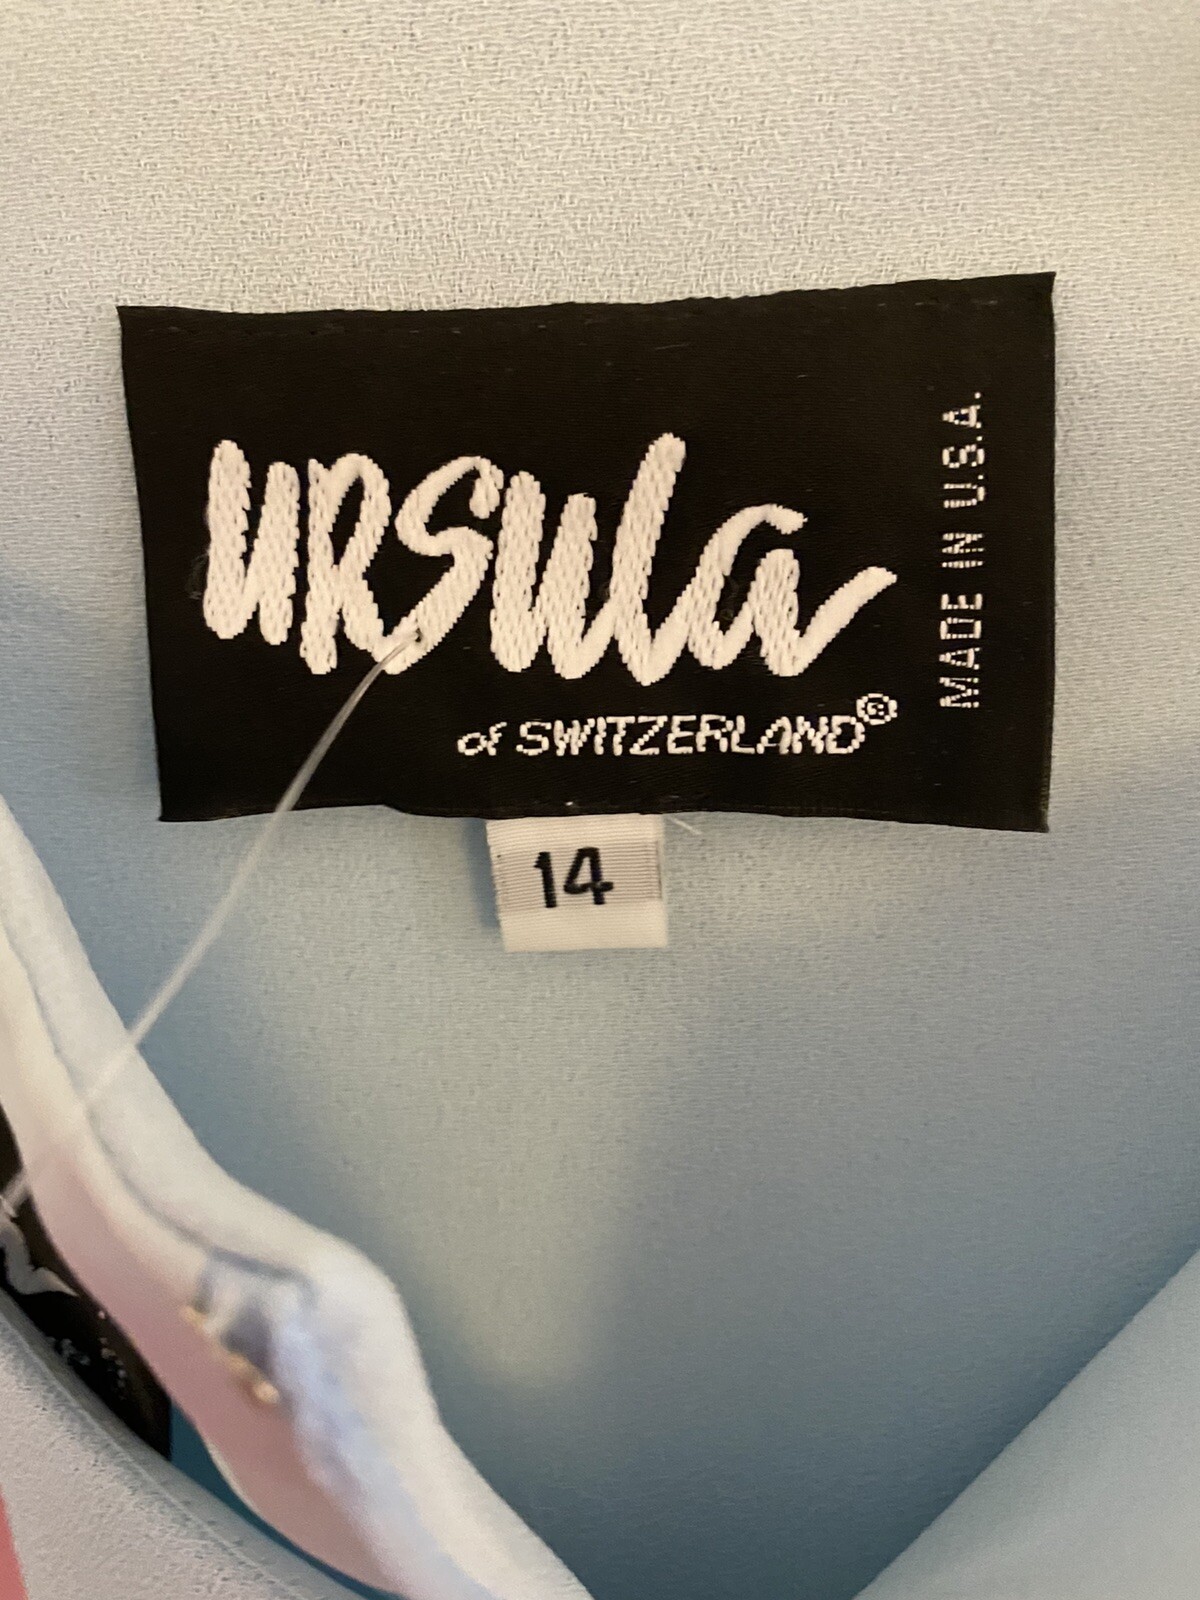 URSula
of SWITZERLAND®
MADE IN U.S.A.
14